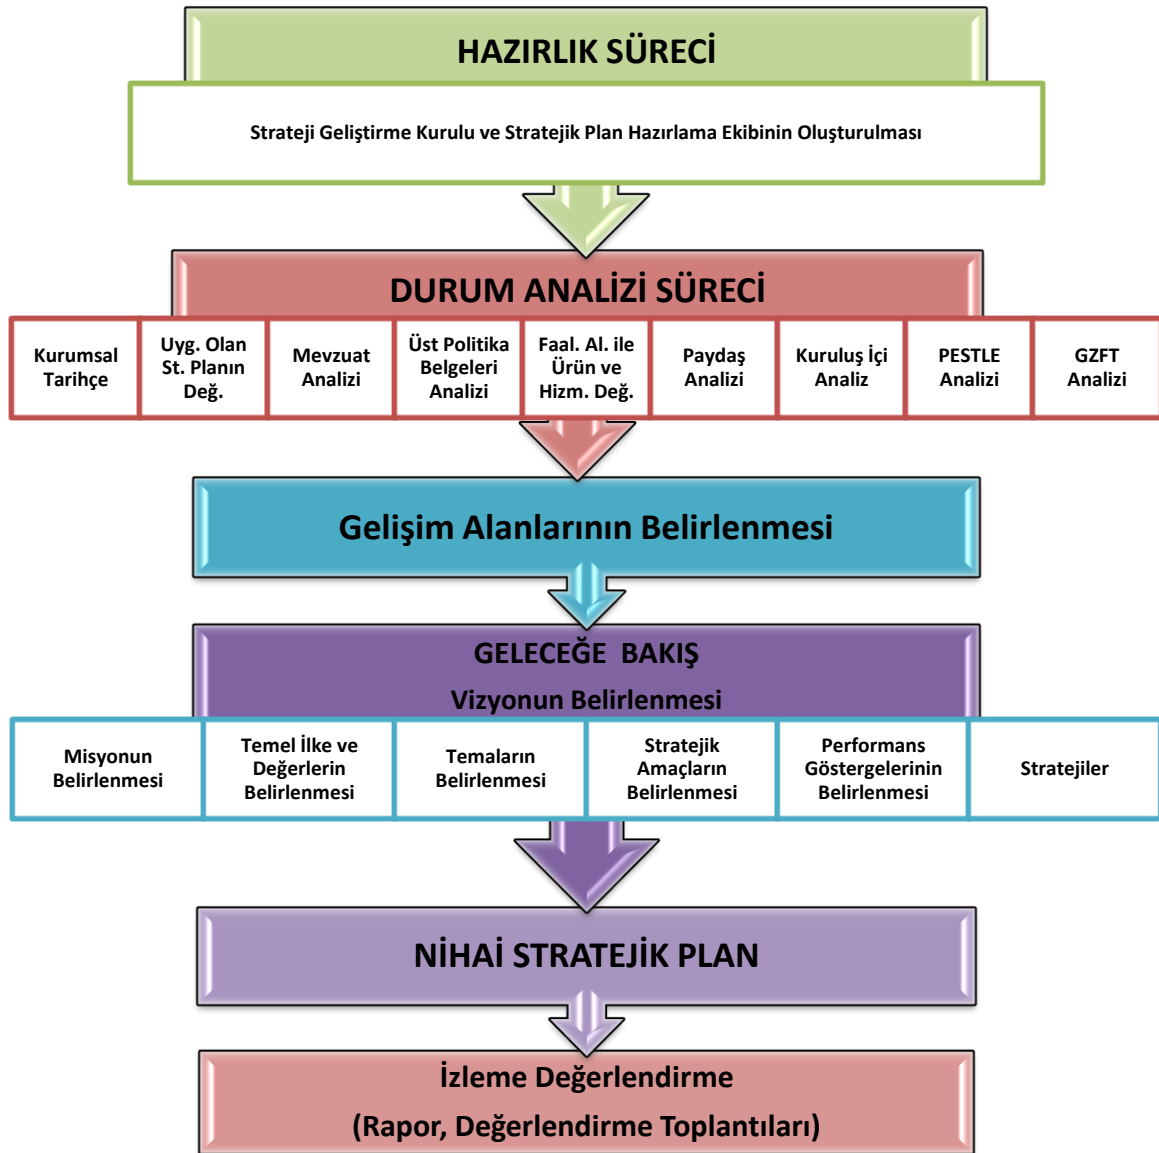 HAZIRLIK SÜRECİ
Strateji Geliştirme Kurulu ve Stratejik Plan Hazırlama Ekibinin Oluşturulması
DURUM ANALİZİ SÜRECİ
Kurumsal
Tarihçe
Uyg. Olan
St. Planın
Değ.
Mevzuat
Analizi
Üst Politika
Belgeleri
Analizi
Faal. Al. ile
Ürün ve
Hizm. Değ.
Paydaş
Analizi
Kuruluş İçi
Analiz
PESTLE
Analizi
GZFT
Analizi
Gelişim Alanlarının Belirlenmesi
GELECEĞE BAKIŞ
Vizyonun Belirlenmesi
Misyonun
Belirlenmesi
Temel İlke ve
Değerlerin
Belirlenmesi
Temaların
Belirlenmesi
Stratejik
Amaçların
Belirlenmesi
Performans
Göstergelerinin
Belirlenmesi
Stratejiler
NİHAİ STRATEJİK PLAN
İzleme Değerlendirme
(Rapor, Değerlendirme Toplantıları)